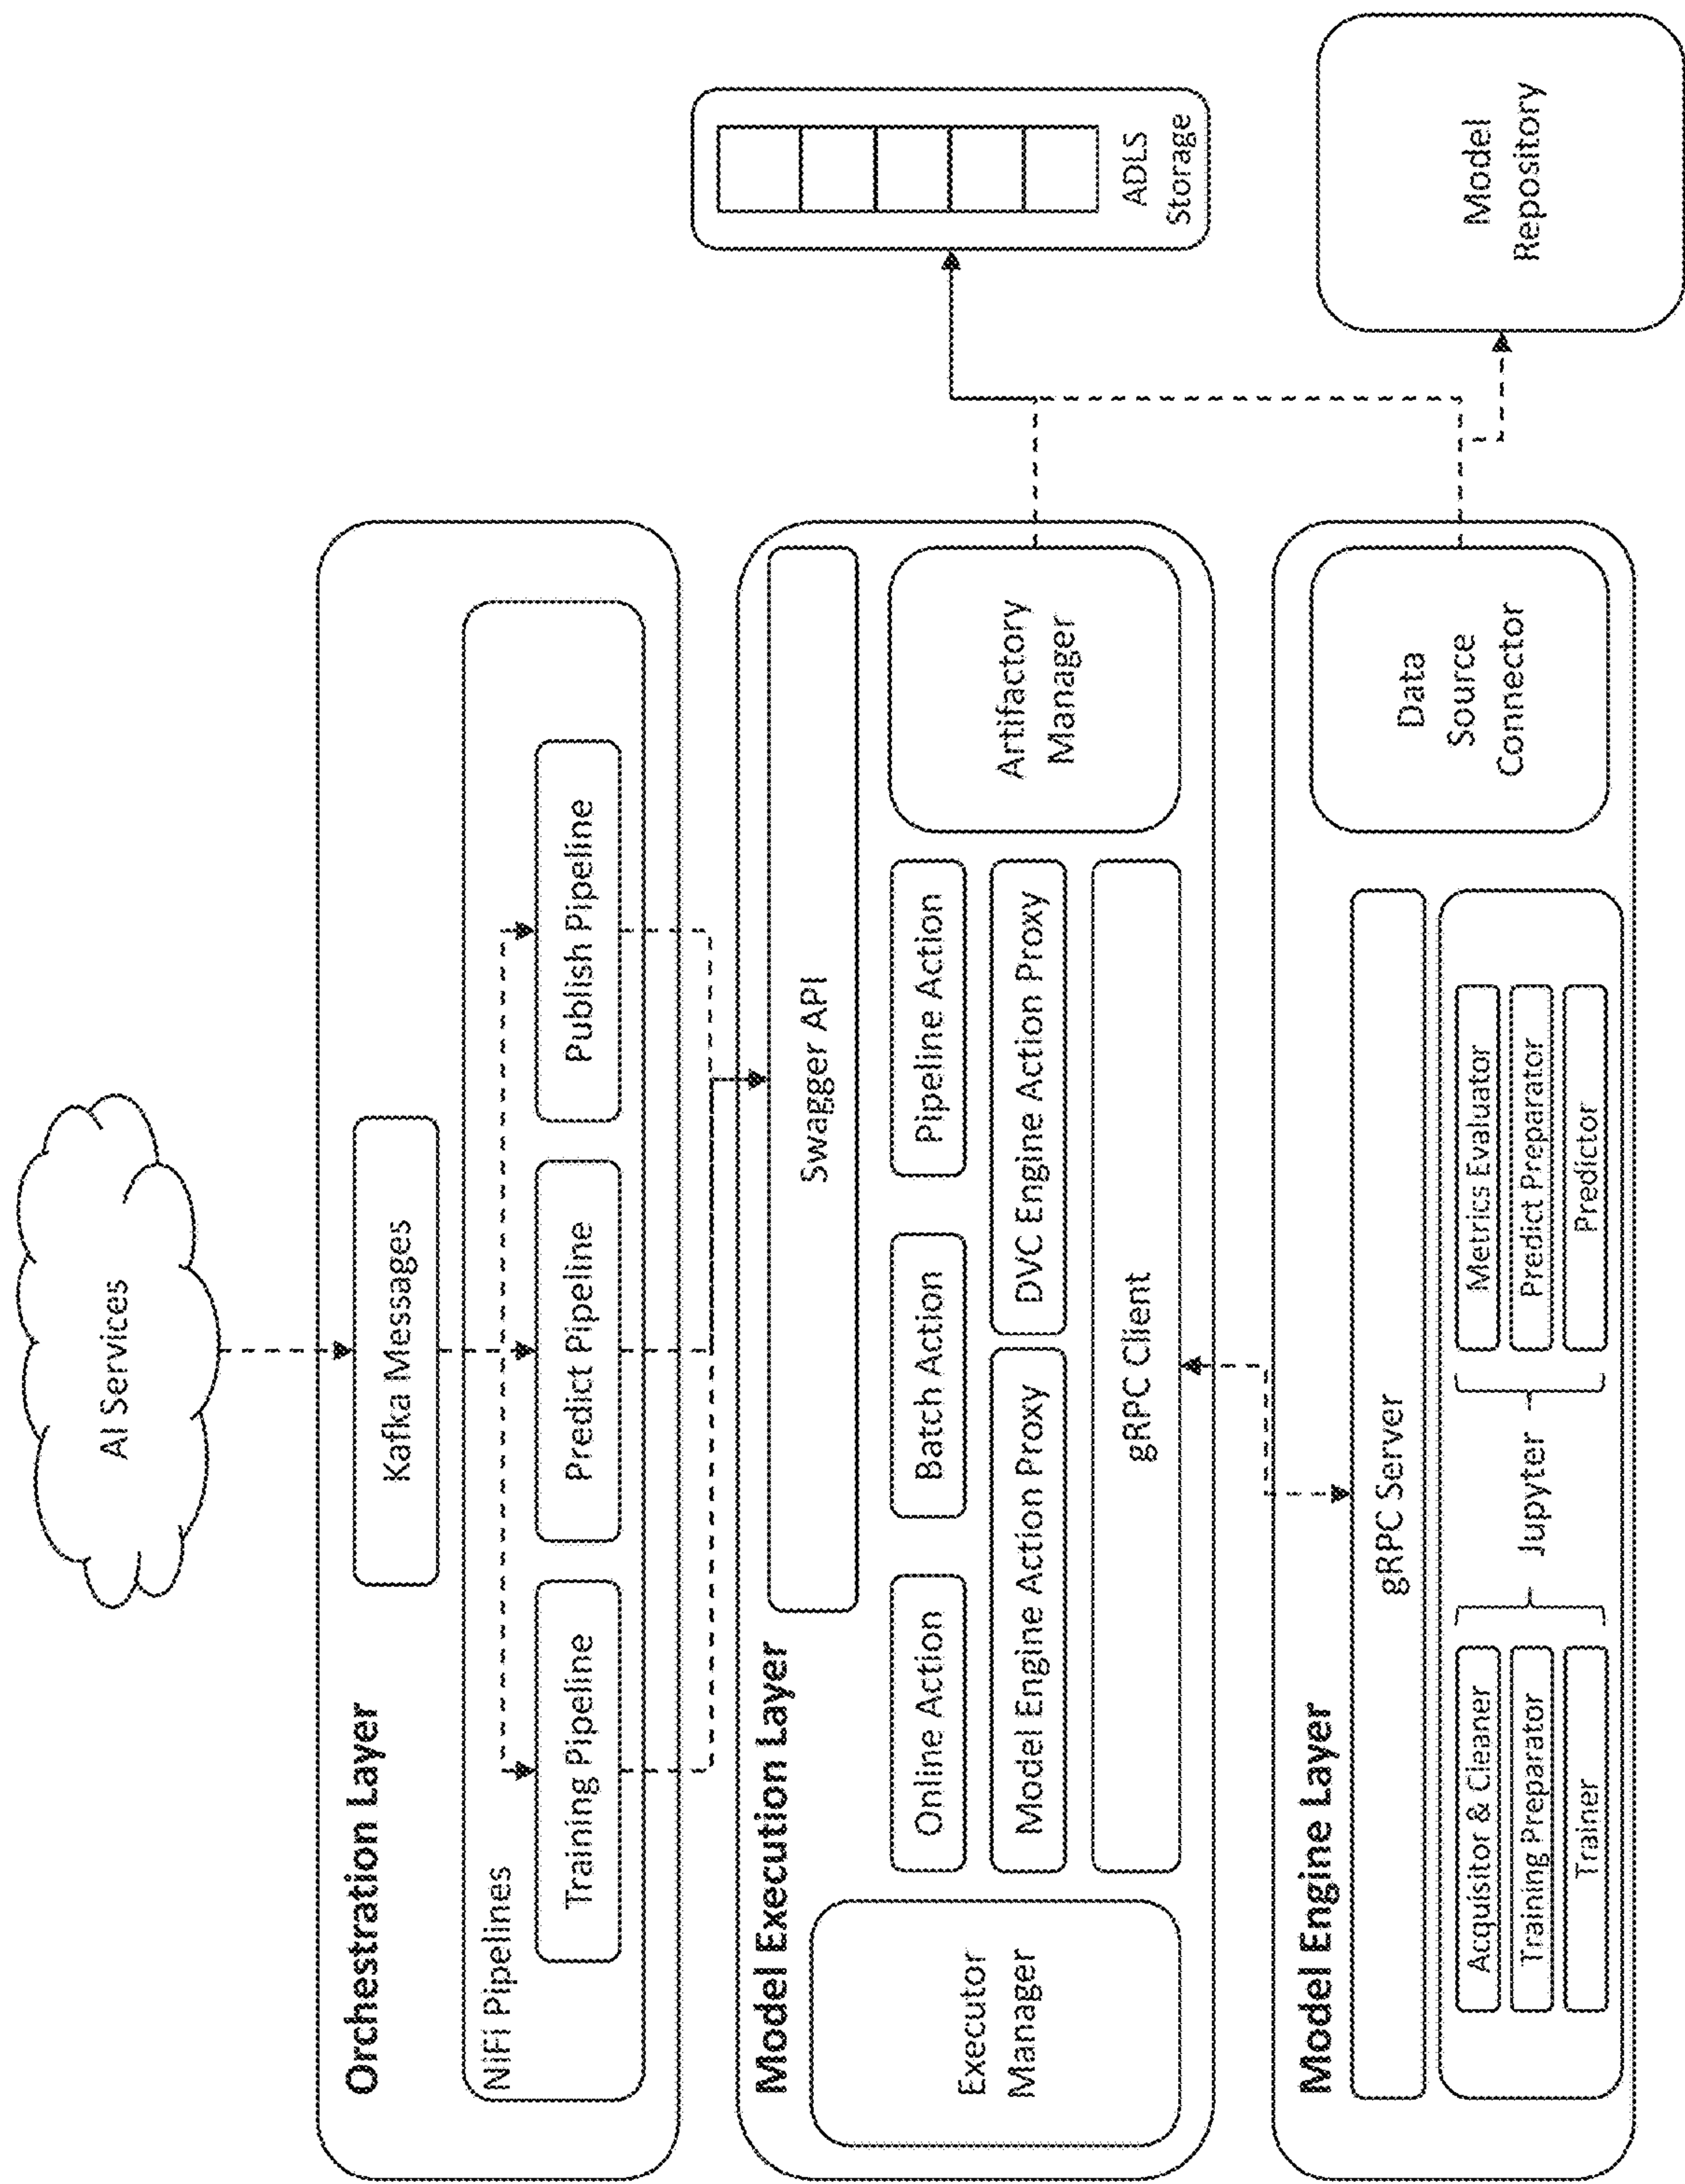 AI Services
Orchestration Layer
Kafka Messages
NiFi Pipelines
Training Pipeline
Predict Pipeline
Publish Pipeline
Model Execution Layer
Swagger API
Executor
Manager
Online Action
Batch Action
Pipeline Action
Model Engine Action Proxy
DVC Engine Action Proxy
gRPC Client
Artifactory
Manager
ADLS
Storage
Model Engine Layer
gRPC Server
Acquisitor & Cleaner
Training Preparator
Trainer
Jupyter
Metrics Evaluator
Predict Preparator
Predictor
Data
Source
Connector
Model
Repository